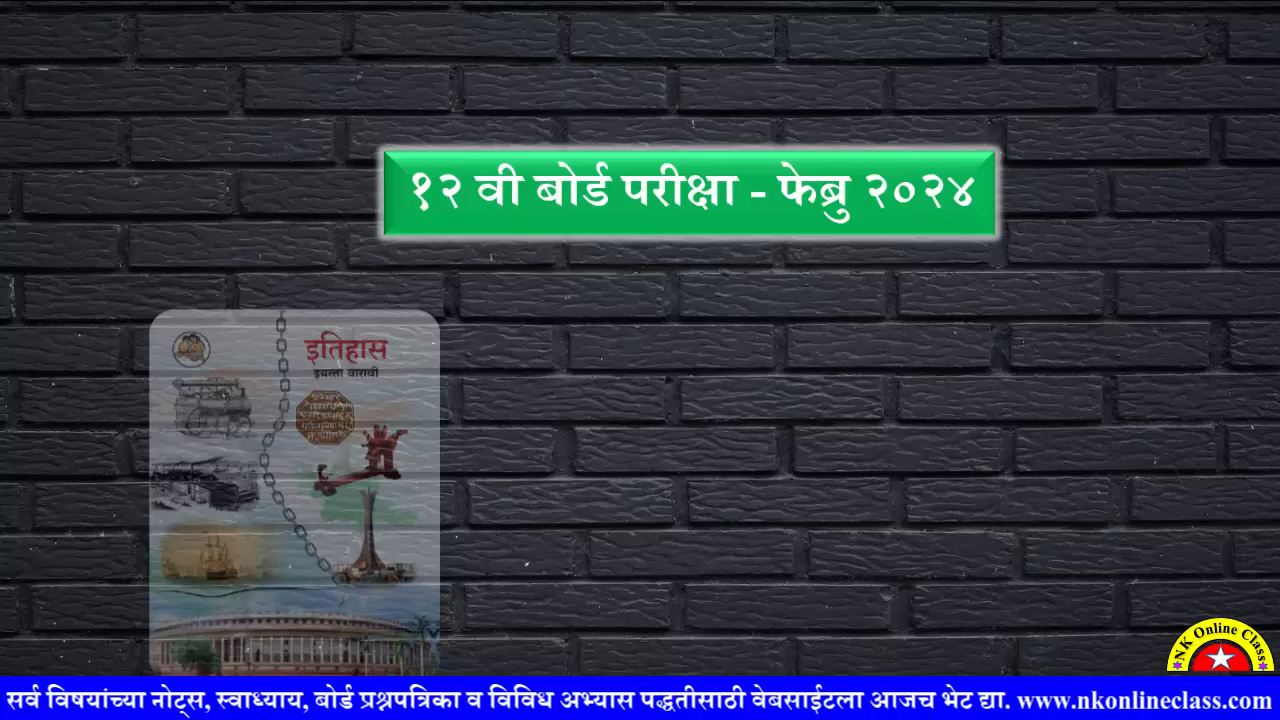 १२ वी बोर्ड परीक्षा - फेब्रु २०२४
इतिहास
इयत्ता बारावी
NK Online Class
सर्व विषयांच्या नोट्स, स्वाध्याय, बोर्ड प्रश्नपत्रिका व विविध अभ्यास पद्धतीसाठी वेबसाईटला आजच भेट द्या. www.nkonlineclass.com